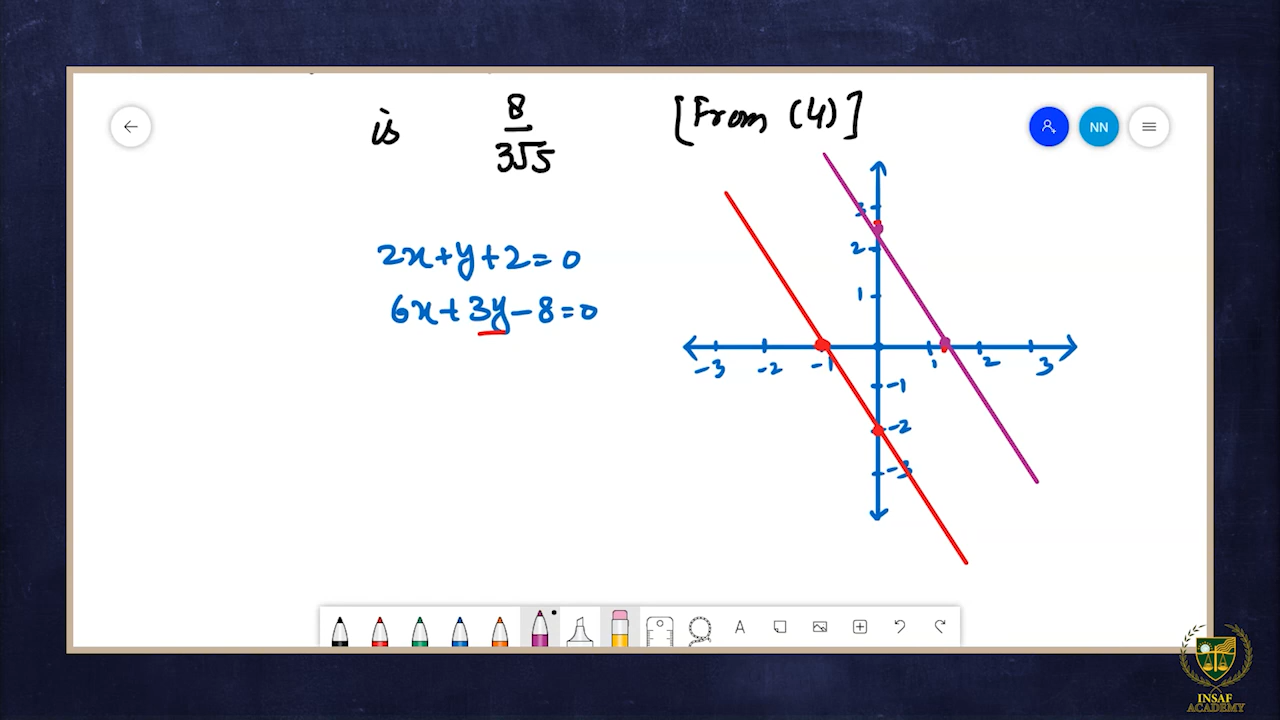 is 8/3√5 [From (4)]
NN
2x+y+2=0
6x+3y-8=0
3
2
1
-3 -2 -1 1 2 3
-1
-2
-3
A
INSAF
ACADEMY